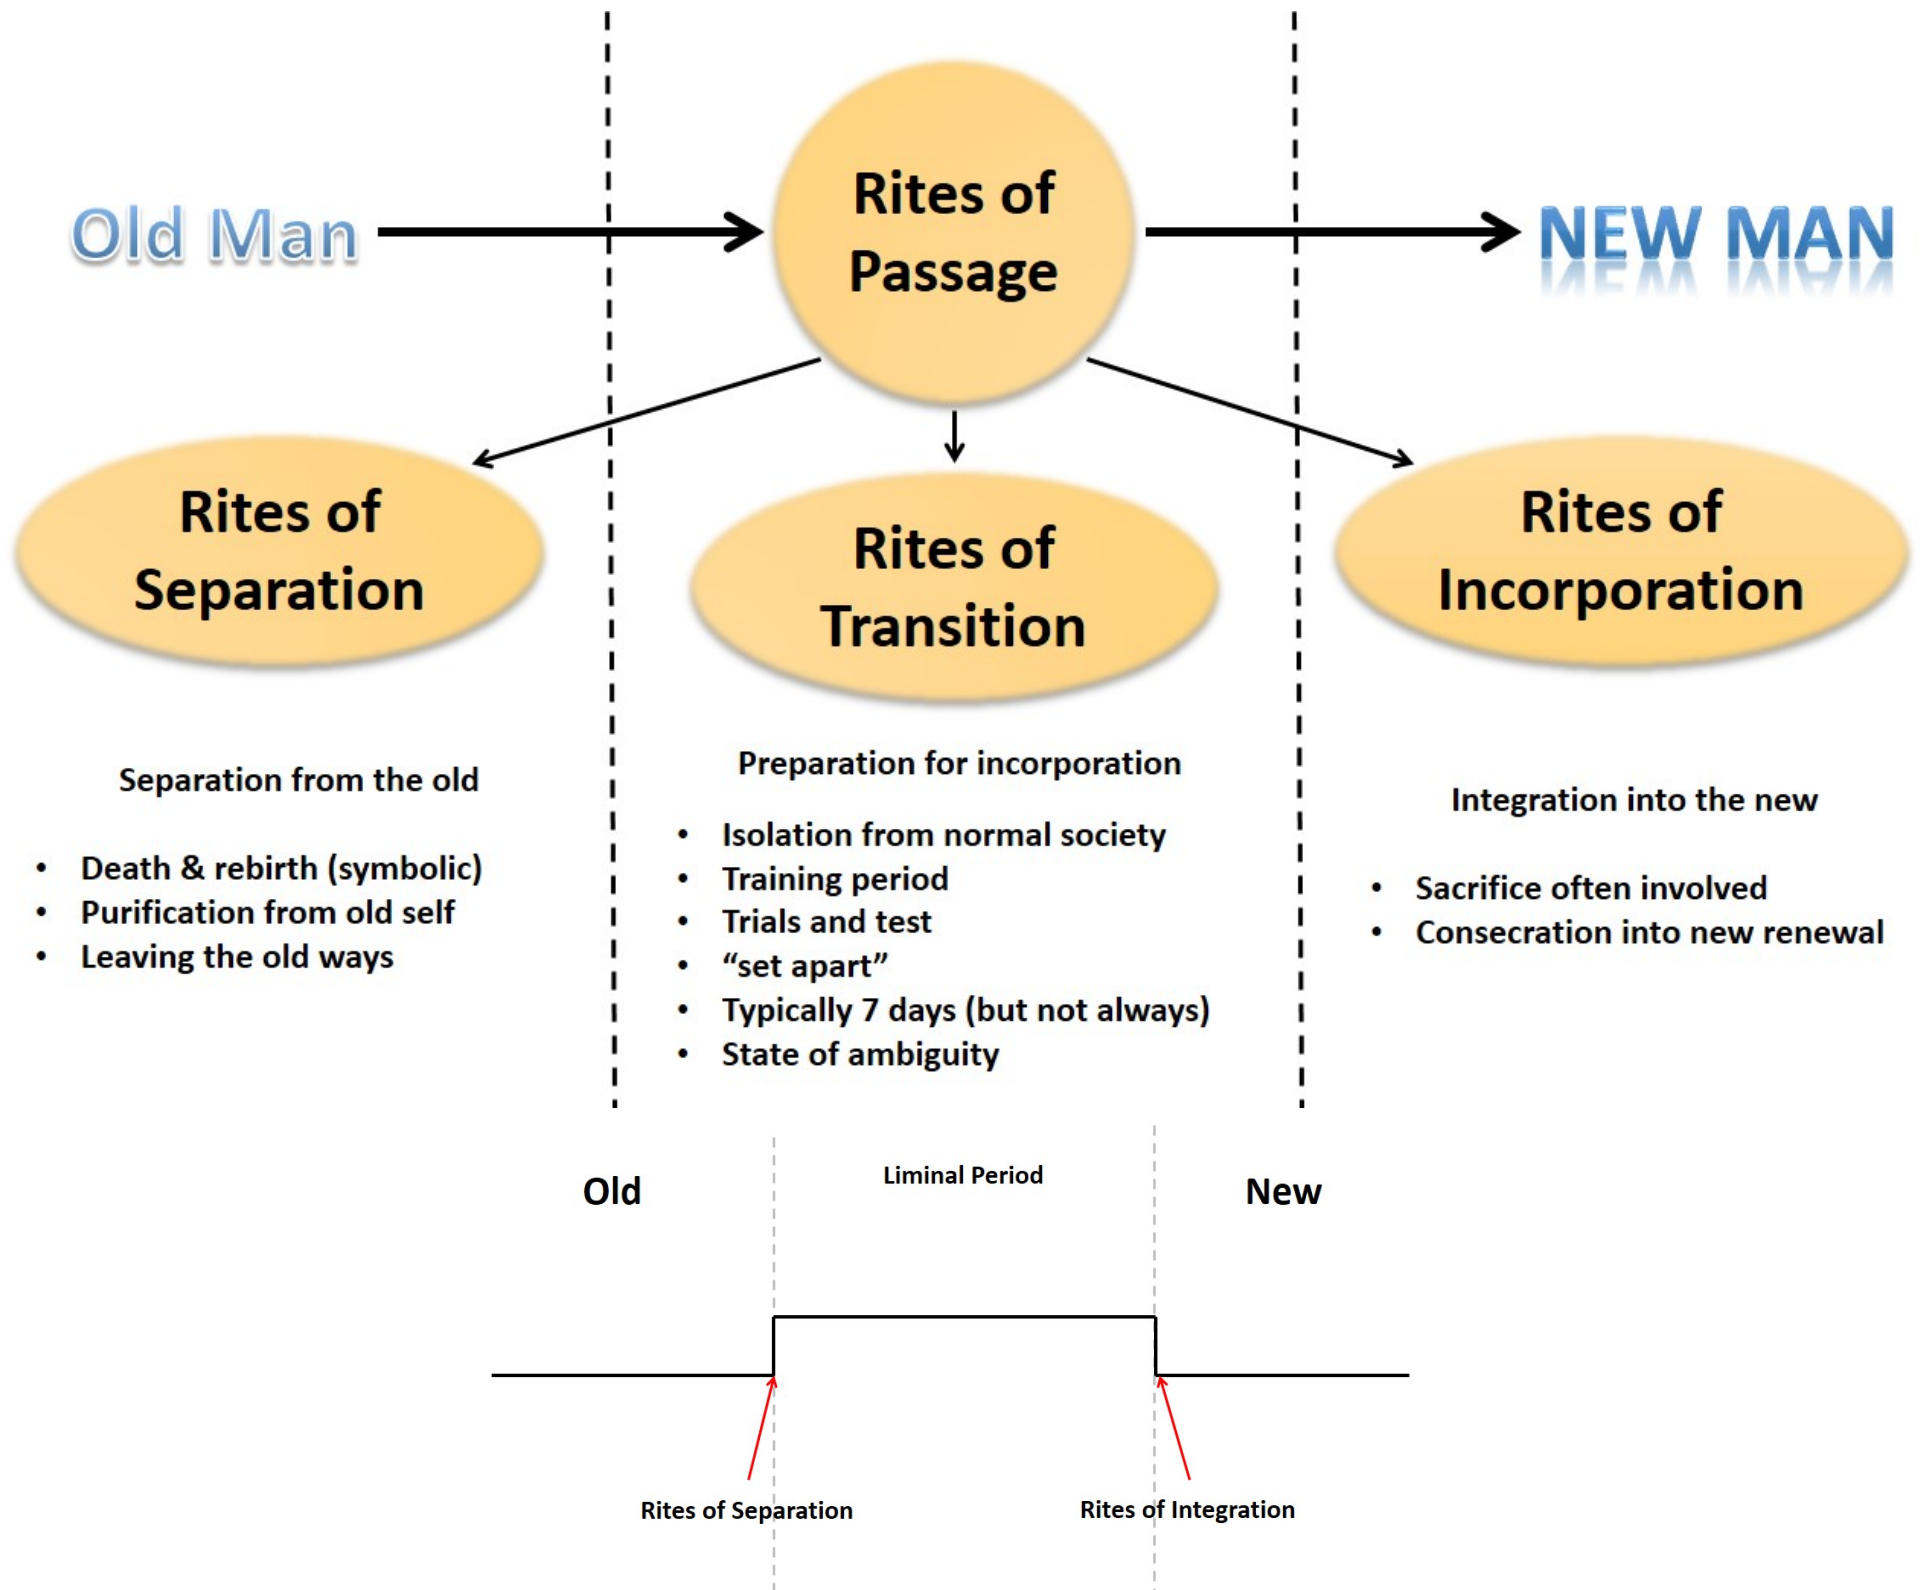 Old Man
Rites of
Passage
NEW MAN
Rites of
Separation
Rites of
Transition
Rites of
Incorporation
Separation from the old
• Death & rebirth (symbolic)
• Purification from old self
• Leaving the old ways
Preparation for incorporation
• Isolation from normal society
• Training period
• Trials and test
• “set apart”
• Typically 7 days (but not always)
• State of ambiguity
Integration into the new
• Sacrifice often involved
• Consecration into new renewal
Old
Liminal Period
New
Rites of Separation
Rites of Integration